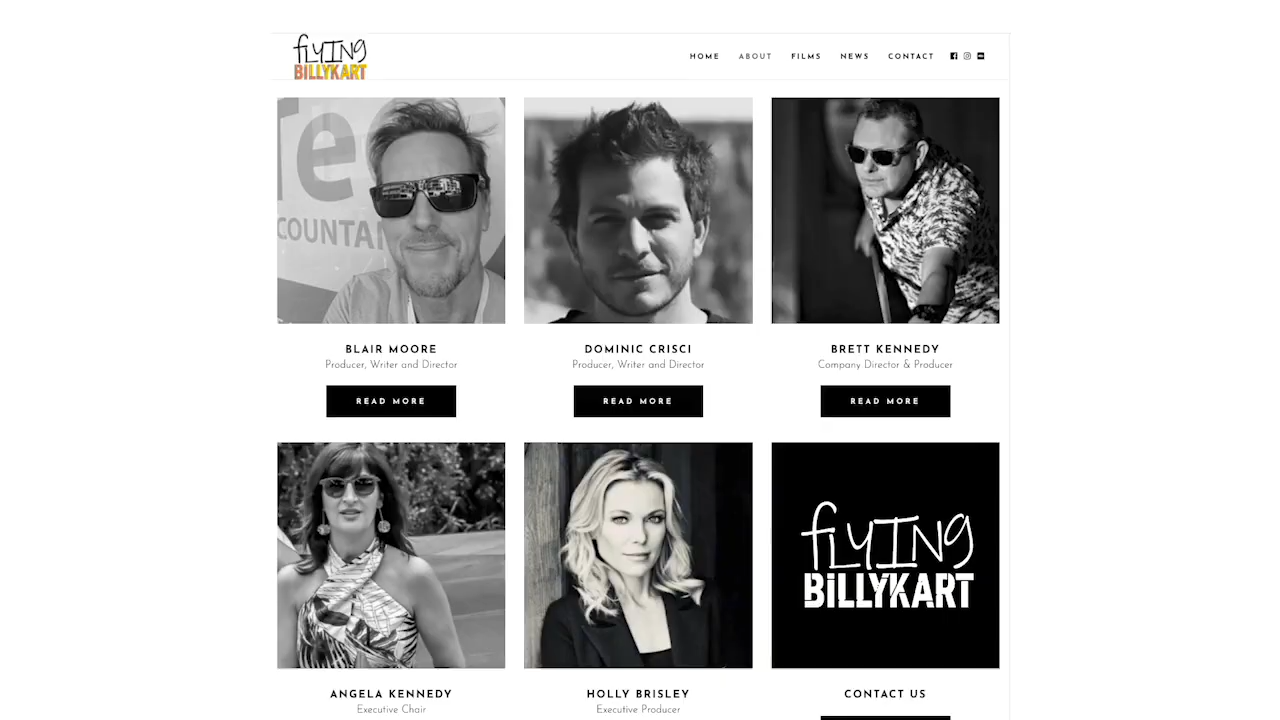 flyIng
BiLLYKART
HOME ABOUT FILMS NEWS CONTACT
Te
COUNTAN
BLAIR MOORE
Producer, Writer and Director
READ MORE
DOMINIC CRISCI
Producer, Writer and Director
READ MORE
BRETT KENNEDY
Company Director & Producer
READ MORE
flyIng
BiLLYKART
ANGELA KENNEDY
Executive Chair
HOLLY BRISLEY
Executive Producer
CONTACT US